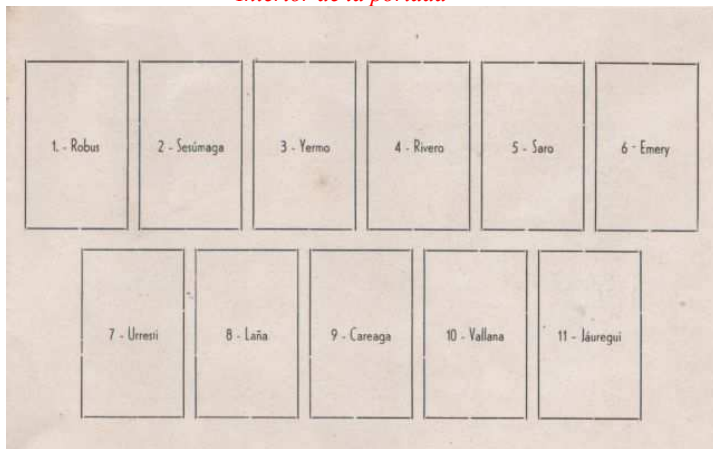 Interior de la portada
1. - Robus
2 - Sesúmaga
3 - Yermo
4 - Rivero
5 - Saro
6 - Emery
7 - Urresti
8 - Laña
9 - Careaga
10 - Vallana
11 - Jáuregui